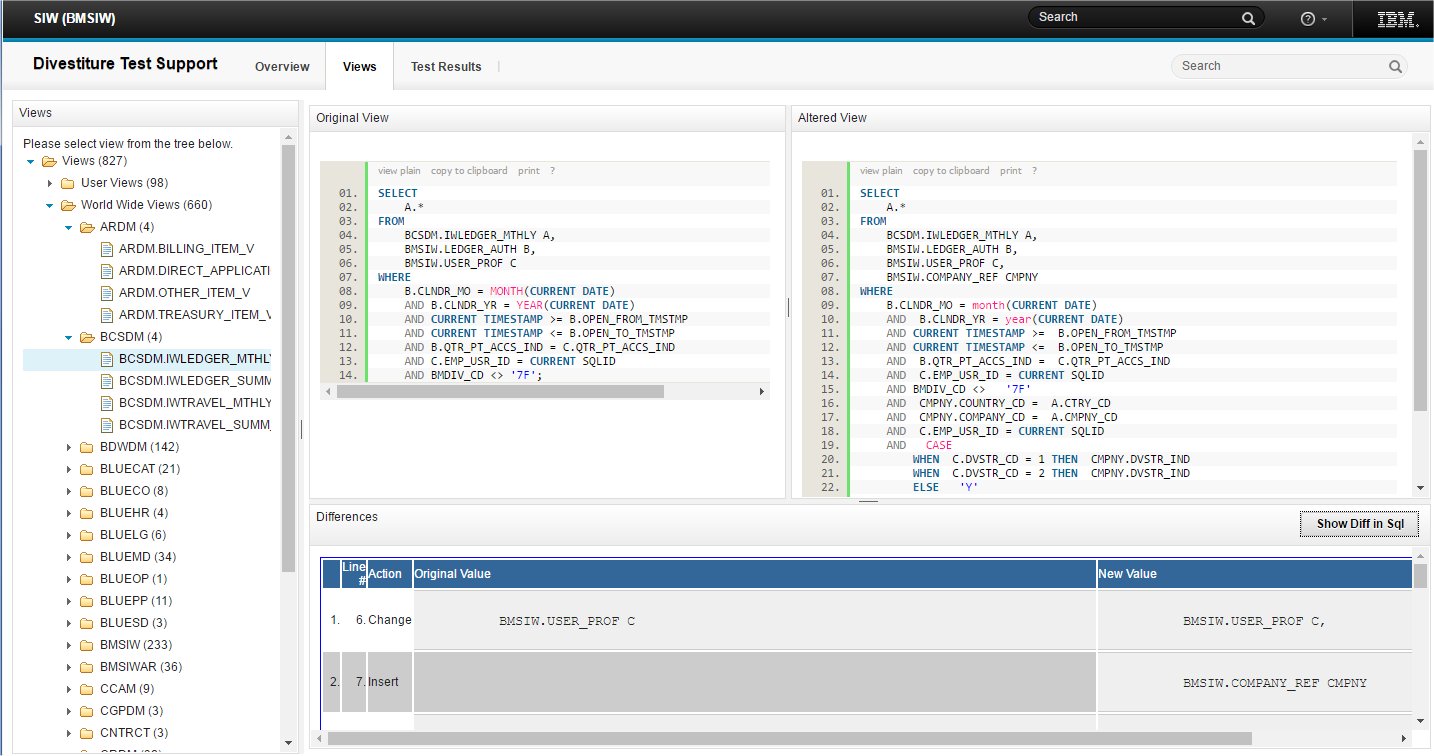 SIW (BMSIW)
Search
IBM.
Divestiture Test Support
Overview
Views
Test Results
Search
Views
Please select view from the tree below.
Views (827)
User Views (98)
World Wide Views (660)
ARDM (4)
ARDM.BILLING_ITEM_V
ARDM.DIRECT_APPLICATI
ARDM.OTHER_ITEM_V
ARDM.TREASURY_ITEM_V
BCSDM (4)
BCSDM.IWLEDGER_MTHLY
BCSDM.IWLEDGER_SUMM
BCSDM.IWTRAVEL_MTHLY
BCSDM.IWTRAVEL_SUMM_
BDWDM (142)
BLUECAT (21)
BLUECO (8)
BLUEHR (4)
BLUELG (6)
BLUEMD (34)
BLUEOP (1)
BLUEPP (11)
BLUESD (3)
BMSIW (233)
BMSIWAR (36)
CCAM (9)
CGPDM (3)
CNTRCT (3)
Original View
view plain copy to clipboard print ?
01. SELECT
02. A.*
03. FROM
04. BCSDM.IWLEDGER_MTHLY A,
05. BMSIW.LEDGER_AUTH B,
06. BMSIW.USER_PROF C
07. WHERE
08. B.CLNDR_MO = MONTH(CURRENT DATE)
09. AND B.CLNDR_YR = YEAR(CURRENT DATE)
10. AND CURRENT TIMESTAMP >= B.OPEN_FROM_TMSTMP
11. AND CURRENT TIMESTAMP <= B.OPEN_TO_TMSTMP
12. AND B.QTR_PT_ACCS_IND = C.QTR_PT_ACCS_IND
13. AND C.EMP_USR_ID = CURRENT SQLID
14. AND BMDIV_CD <> '7F';
Altered View
view plain copy to clipboard print ?
01. SELECT
02. A.*
03. FROM
04. BCSDM.IWLEDGER_MTHLY A,
05. BMSIW.LEDGER_AUTH B,
06. BMSIW.USER_PROF C,
07. BMSIW.COMPANY_REF CMPNY
08. WHERE
09. B.CLNDR_MO = month(CURRENT DATE)
10. AND B.CLNDR_YR = year(CURRENT DATE)
11. AND CURRENT TIMESTAMP >= B.OPEN_FROM_TMSTMP
12. AND CURRENT TIMESTAMP <= B.OPEN_TO_TMSTMP
13. AND B.QTR_PT_ACCS_IND = C.QTR_PT_ACCS_IND
14. AND C.EMP_USR_ID = CURRENT SQLID
15. AND BMDIV_CD <> '7F'
16. AND CMPNY.COUNTRY_CD = A.CTRY_CD
17. AND CMPNY.COMPANY_CD = A.CMPNY_CD
18. AND C.EMP_USR_ID = CURRENT SQLID
19. AND CASE
20. WHEN C.DVSTR_CD = 1 THEN CMPNY.DVSTR_IND
21. WHEN C.DVSTR_CD = 2 THEN CMPNY.DVSTR_IND
22. ELSE 'Y'
Differences
Show Diff in Sql
Line # Action Original Value New Value
1. 6. Change BMSIW.USER_PROF C BMSIW.USER_PROF C,
2. 7. Insert BMSIW.COMPANY_REF CMPNY